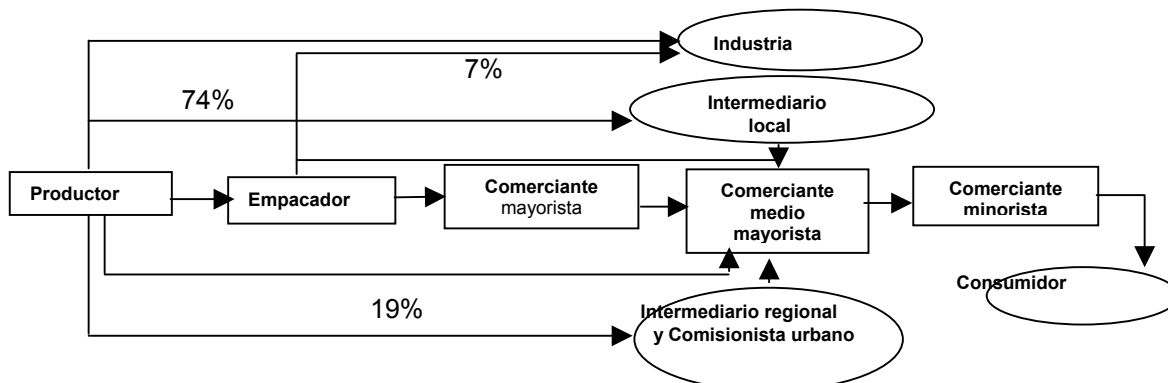 Industria
7%
74%
Intermediario
local
Productor
Empacador
Comerciante
mayorista
Comerciante
medio
mayorista
Comerciante
minorista
Consumidor
19%
Intermediario regional
y Comisionista urbano